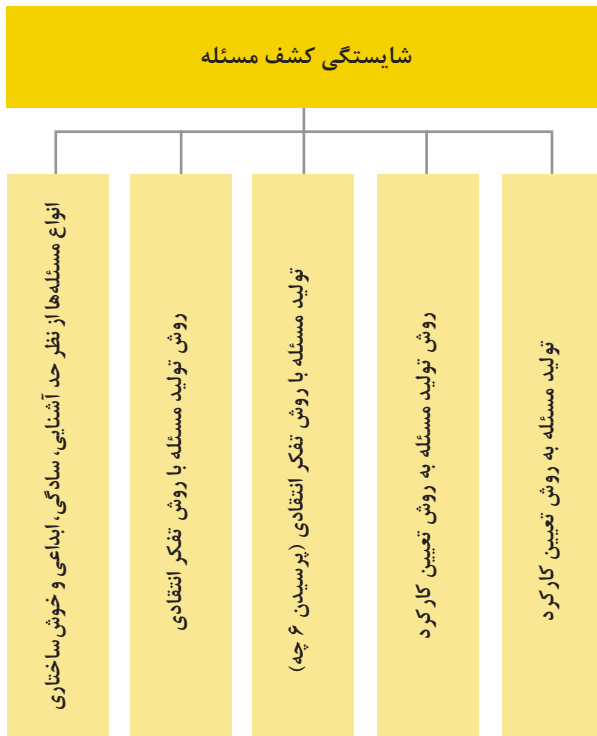 شایستگی کشف مسئله
تولید مسئله به روش تعیین کارکرد
روش تولید مسئله به روش تعیین کارکرد
تولید مسئله با روش تفکر انتقادی (پرسیدن ۶ چه)
روش تولید مسئله با روش تفکر انتقادی
انواع مسئله‌ها از نظر حد آشنایی، سادگی، ابداعی و خوش‌ساختاری